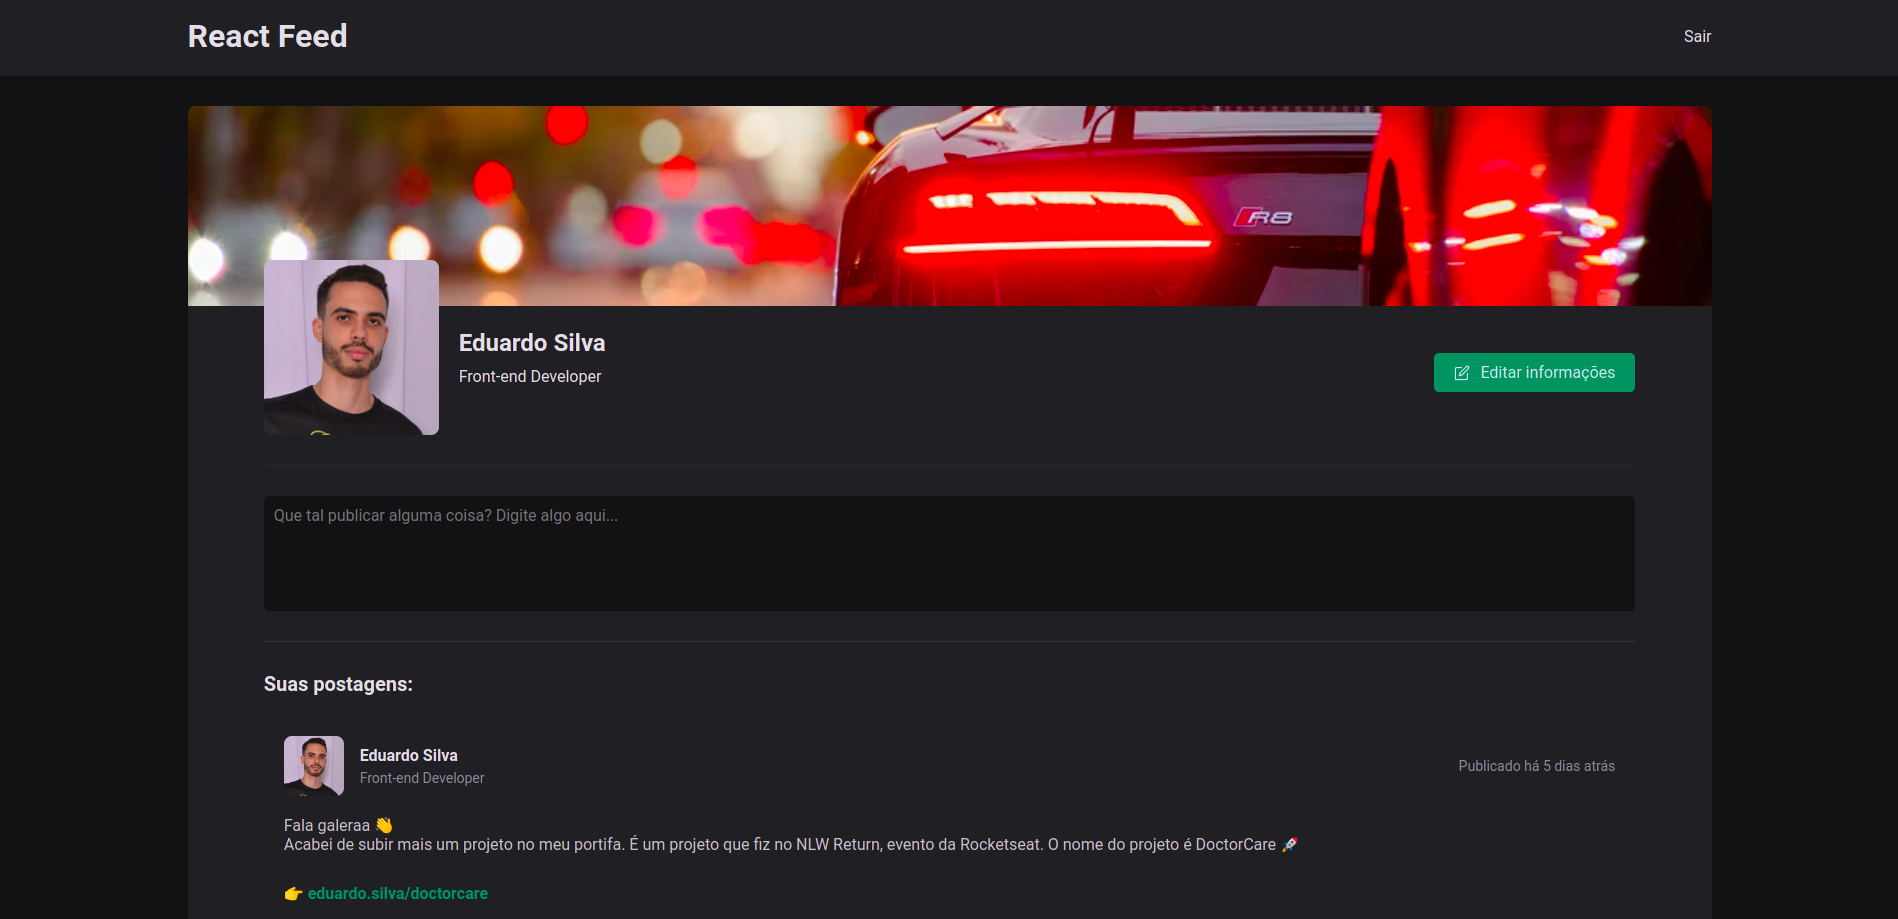 React Feed
Sair
R8
Eduardo Silva
Front-end Developer
Editar informações
Que tal publicar alguma coisa? Digite algo aqui...
Suas postagens:
Eduardo Silva
Front-end Developer
Publicado há 5 dias atrás
Fala galeraa 👋
Acabei de subir mais um projeto no meu portifa. É um projeto que fiz no NLW Return, evento da Rocketseat. O nome do projeto é DoctorCare 🚀
👉 eduardo.silva/doctorcare